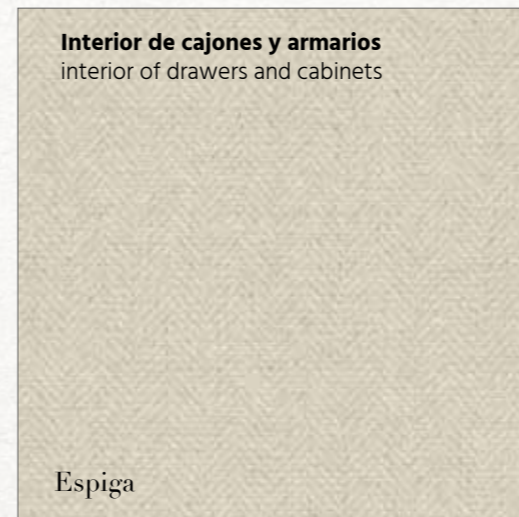 Interior de cajones y armarios
interior of drawers and cabinets
Espiga